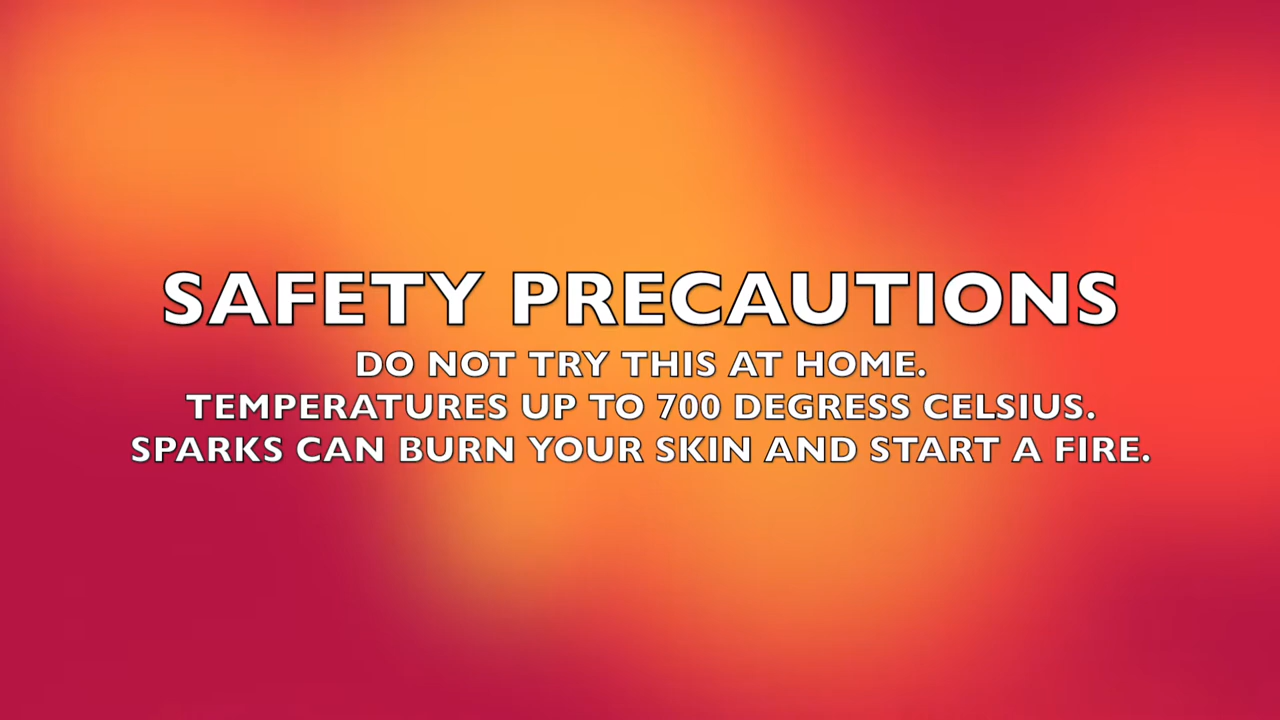 SAFETY PRECAUTIONS
DO NOT TRY THIS AT HOME.
TEMPERATURES UP TO 700 DEGRESS CELSIUS.
SPARKS CAN BURN YOUR SKIN AND START A FIRE.